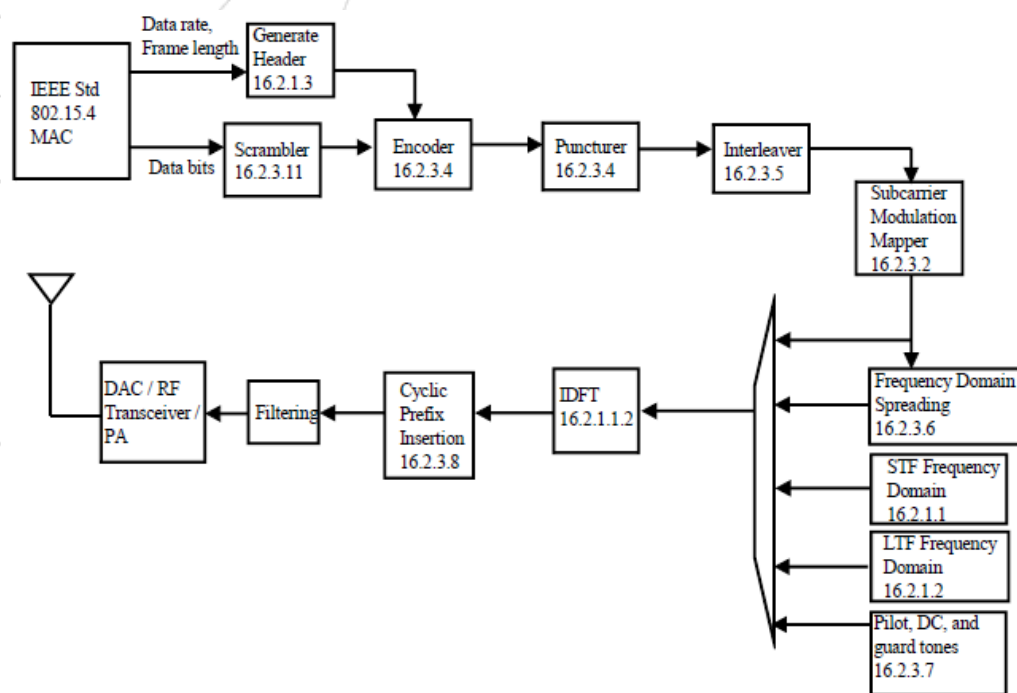 Data rate,
Frame length
Generate
Header
16.2.1.3
IEEE Std
802.15.4
MAC
Data bits
Scrambler
16.2.3.11
Encoder
16.2.3.4
Puncturer
16.2.3.4
Interleaver
16.2.3.5
Subcarrier
Modulation
Mapper
16.2.3.2
DAC / RF
Transceiver /
PA
Filtering
Cyclic
Prefix
Insertion
16.2.3.8
IDFT
16.2.1.1.2
Frequency Domain
Spreading
16.2.3.6
STF Frequency
Domain
16.2.1.1
LTF Frequency
Domain
16.2.1.2
Pilot, DC, and
guard tones
16.2.3.7